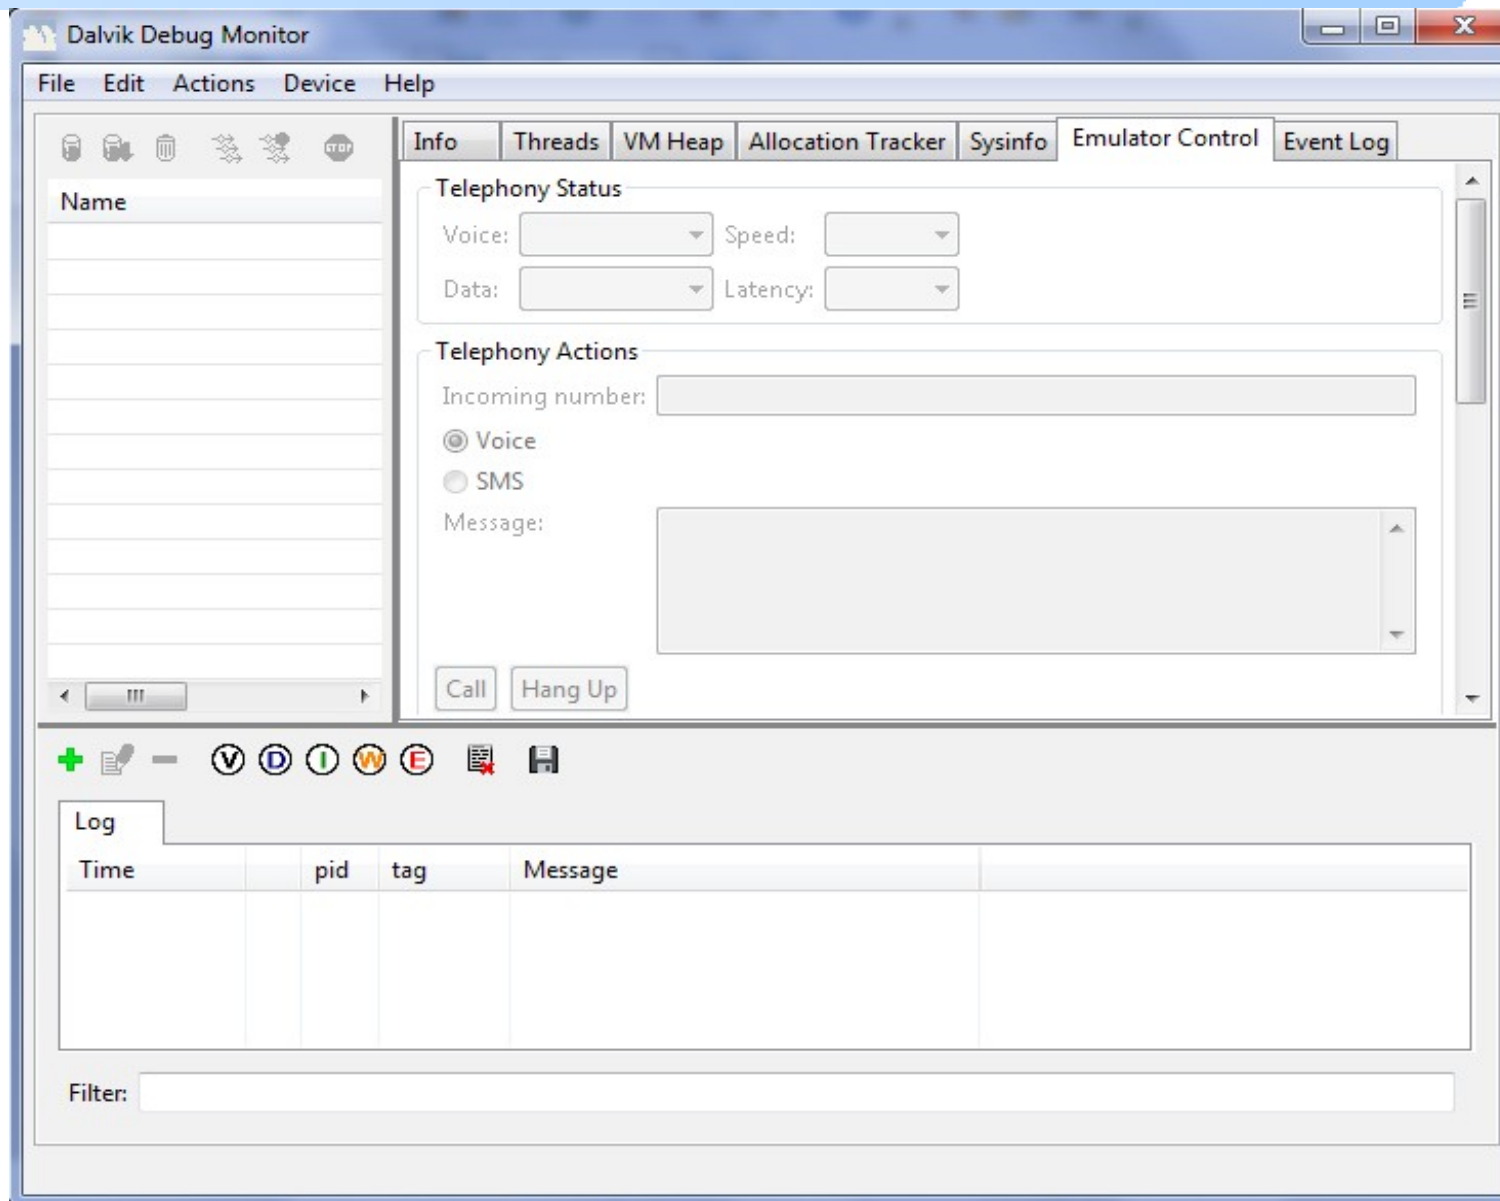 Dalvik Debug Monitor
File Edit Actions Device Help
STOP
Info Threads VM Heap Allocation Tracker Sysinfo Emulator Control Event Log
Name
Telephony Status
Voice: Speed:
Data: Latency:
Telephony Actions
Incoming number:
Voice
SMS
Message:
Call Hang Up
V D I W E
Log
Time pid tag Message
Filter: